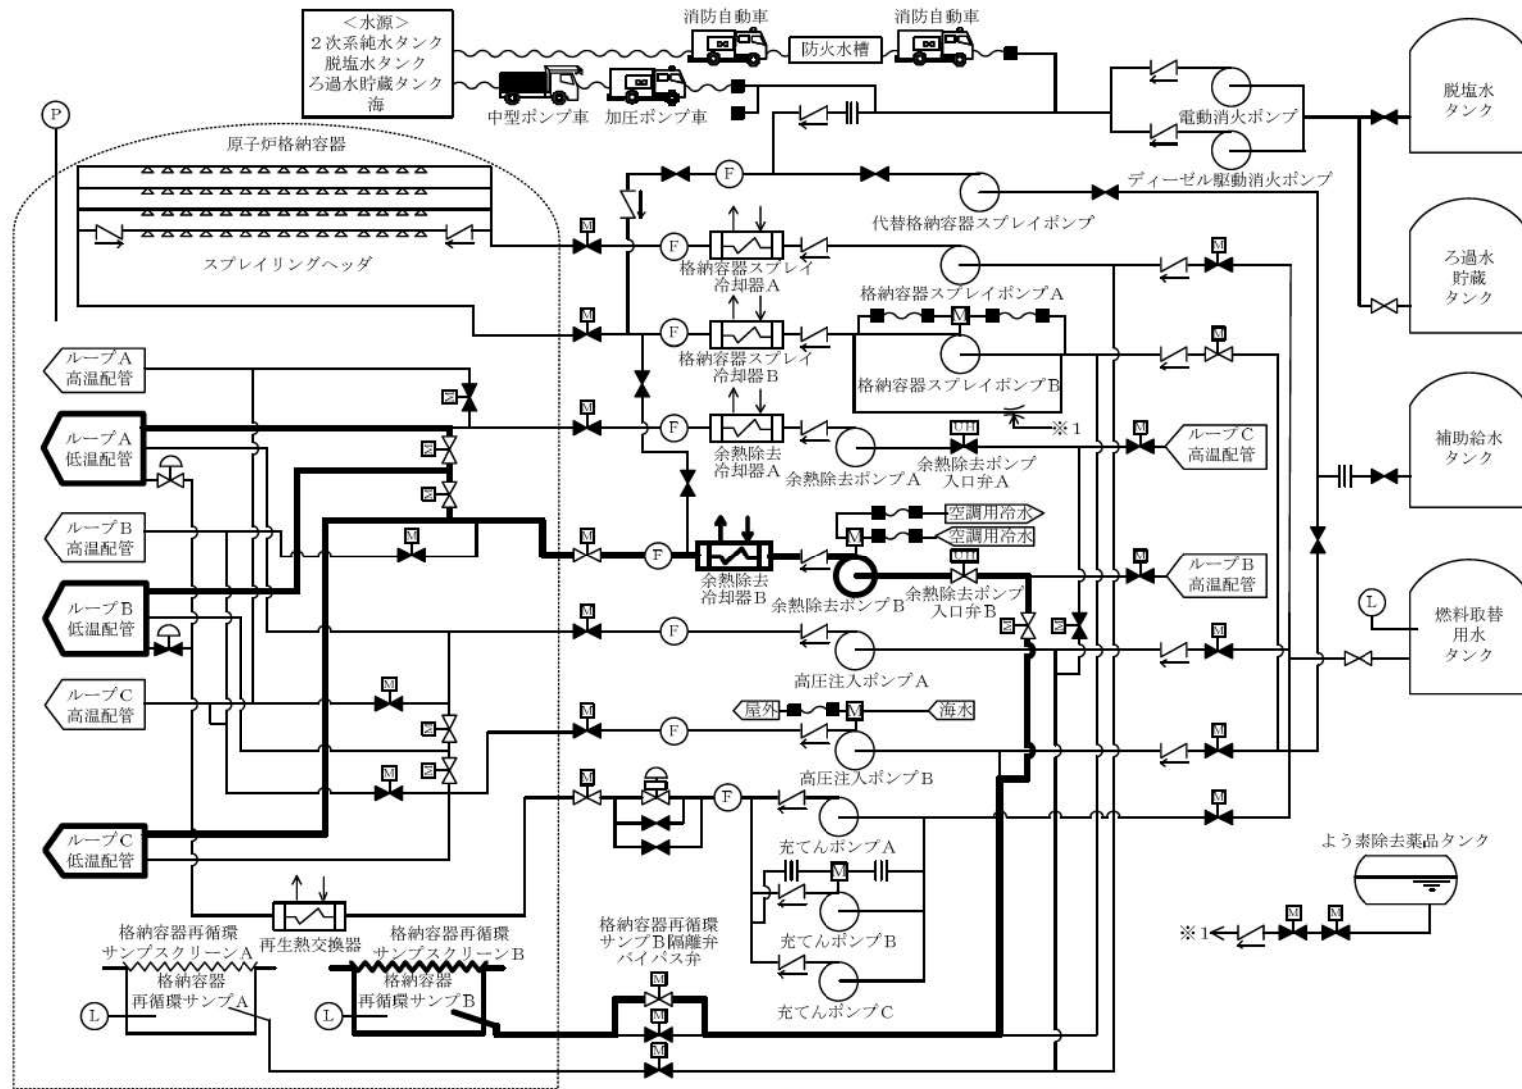 ＜水源＞
２次系純水タンク
脱塩水タンク
ろ過水貯蔵タンク
海
消防自動車
消防自動車
防火水槽
中型ポンプ車
加圧ポンプ車
P
原子炉格納容器
スプレイリングヘッダ
電動消火ポンプ
ディーゼル駆動消火ポンプ
脱塩水
タンク
F
代替格納容器スプレイポンプ
M
F
格納容器スプレイ
冷却器A
格納容器スプレイポンプA
M
ろ過水
貯蔵
タンク
M
F
格納容器スプレイ
冷却器B
M
格納容器スプレイポンプB
M
※1
ループA
高温配管
M
ループA
低温配管
M
M
M
F
余熱除去
冷却器A
余熱除去ポンプA
UH
余熱除去ポンプ
入口弁A
M
ループC
高温配管
補助給水
タンク
ループB
高温配管
M
M
F
余熱除去
冷却器B
M
空調用冷水
空調用冷水
余熱除去ポンプB
UH
余熱除去ポンプ
入口弁B
M
ループB
高温配管
ループB
低温配管
M
F
高圧注入ポンプA
M
M
M
L
燃料取替
用水
タンク
ループC
高温配管
M
M
M
M
M
F
屋外
M
海水
高圧注入ポンプB
M
ループC
低温配管
M
F
充てんポンプA
M
M
充てんポンプB
充てんポンプC
再生熱交換器
よう素除去薬品タンク
※1
M
M
格納容器再循環
サンプスクリーンA
格納容器
再循環サンプA
L
格納容器再循環
サンプスクリーンB
格納容器
再循環サンプB
L
格納容器再循環
サンプB隔離弁
バイパス弁
M
M
M